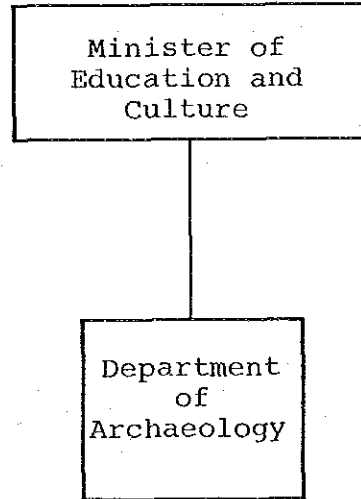 Minister of
Education and
Culture
Department
of
Archaeology